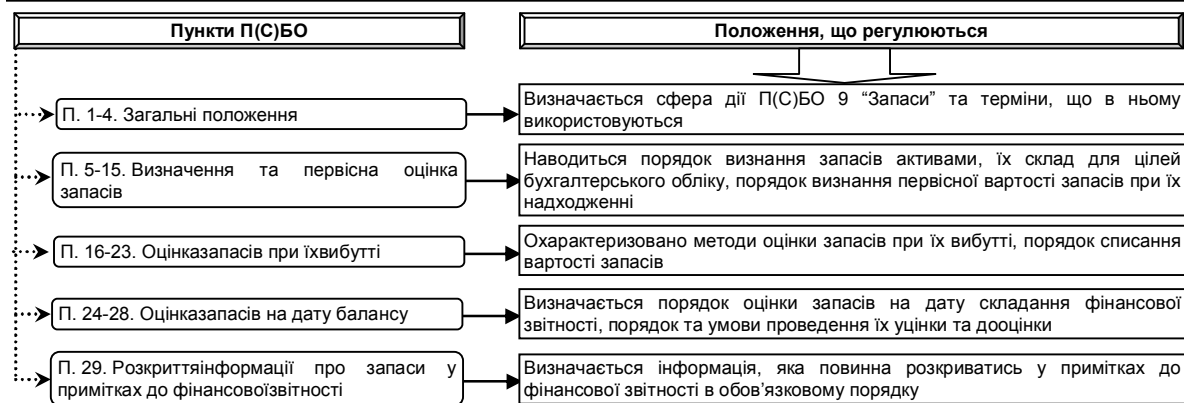 Пункти П(С)БО
Положення, що регулюються
П. 1-4. Загальні положення
Визначається сфера дії П(С)БО 9 “Запаси” та терміни, що в ньому
використовуються
П. 5-15. Визначення та первісна оцінка
запасів
Наводиться порядок визнання запасів активами, їх склад для цілей
бухгалтерського обліку, порядок визнання первісної вартості запасів при їх
надходженні
П. 16-23. Оцінказапасів при їхвибутті
Охарактеризовано методи оцінки запасів при їх вибутті, порядок списання
вартості запасів
П. 24-28. Оцінказапасів на дату балансу
Визначається порядок оцінки запасів на дату складання фінансової
звітності, порядок та умови проведення їх уцінки та дооцінки
П. 29. Розкриттяінформації про запаси у
примітках до фінансовоїзвітності
Визначається інформація, яка повинна розкриватись у примітках до
фінансової звітності в обов’язковому порядку